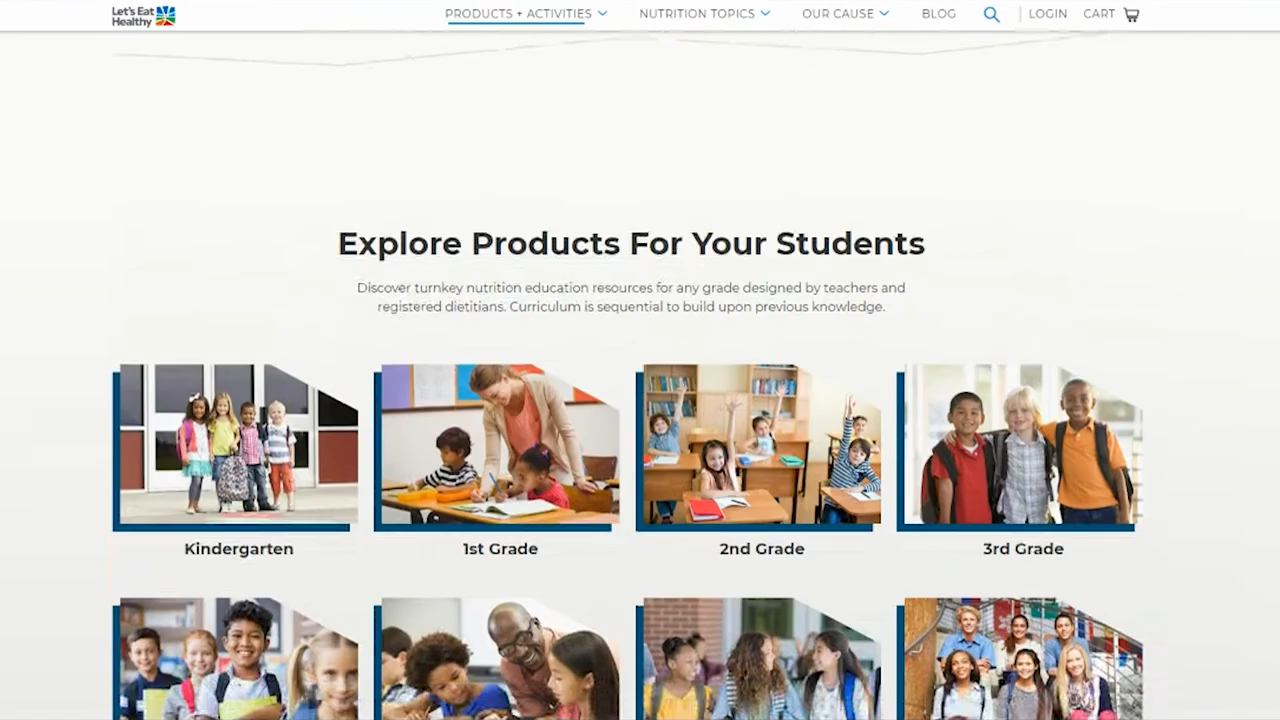 Let's Eat
Healthy
PRODUCTS + ACTIVITIES
NUTRITION TOPICS
OUR CAUSE
BLOG
LOGIN
CART
Explore Products For Your Students
Discover turnkey nutrition education resources for any grade designed by teachers and
registered dietitians. Curriculum is sequential to build upon previous knowledge.
Kindergarten
1st Grade
2nd Grade
3rd Grade